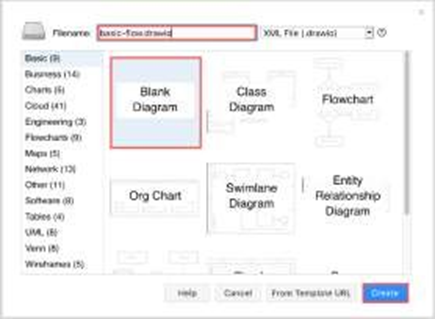 Filename: basic-flow.drawio XML File (.drawio)
Basic (9)
Business (14)
Charts (6)
Cloud (41)
Engineering (3)
Flowcharts (9)
Maps (5)
Network (13)
Other (11)
Software (8)
Tables (4)
UML (8)
Venn (8)
Wireframes (5)
Blank
Diagram
Class
Diagram
Flowchart
Org Chart
Swimlane
Diagram
Entity
Relationship
Diagram
Help Cancel From Template URL Create